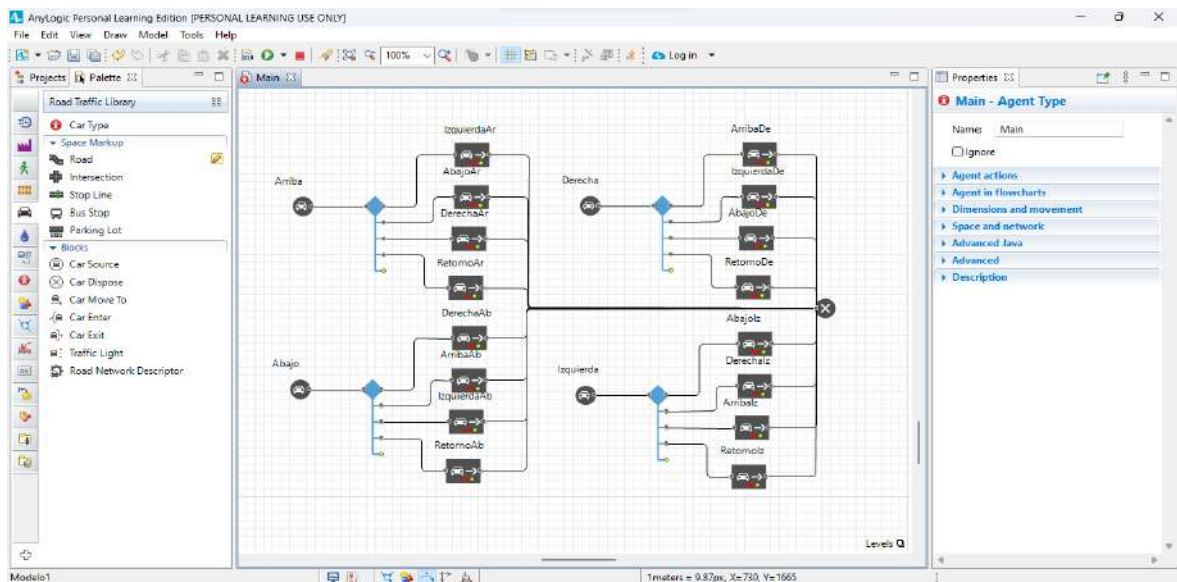 AnyLogic Personal Learning Edition [PERSONAL LEARNING USE ONLY]
File Edit View Draw Model Tools Help
100%
Log in
Projects Palette
Main
Properties
Road Traffic Library
Car Type
Space Markup
Road
Intersection
Stop Line
Bus Stop
Parking Lot
Blocks
Car Source
Car Dispose
Car Move To
Car Enter
Car Exit
Traffic Light
Road Network Descriptor
IzquierdaAr
Arriba
AbajoAr
DerechaAr
RetornoAr
ArribaDe
Derecha
IzquierdaDe
AbajoDe
RetornoDe
DerechaAb
Abajo
ArribaAb
IzquierdaAb
RetornoAb
AbajoIz
Izquierda
DerechaIz
ArribaIz
RetornoIz
Levels
Main - Agent Type
Name: Main
Ignore
Agent actions
Agent in flowcharts
Dimensions and movement
Space and network
Advanced Java
Advanced
Description
Modelo1
1meters = 9.87px, X=730, Y=1665